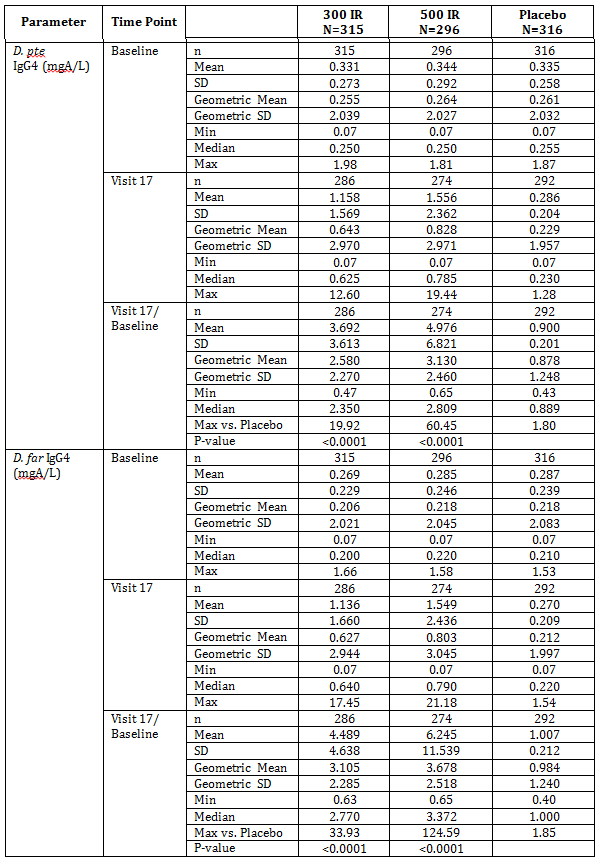 Parameter Time Point 300 IR Placebo 500 IR
N=315 N=296 N=316
D. pte Baseline n 315 296 316
IgG4 (mgA/L) Mean 0.331 0.344 0.335
SD 0.273 0.292 0.258
Geometric Mean 0.255 0.264 0.261
Geometric SD 2.039 2.027 2.032
Min 0.07 0.07 0.07
Median 0.250 0.250 0.255
Max 1.98 1.81 1.87
Visit 17 n 286 274 292
Mean 1.158 1.556 0.286
SD 1.569 2.362 0.204
Geometric Mean 0.643 0.828 0.229
Geometric SD 2.970 2.971 1.957
Min 0.07 0.07 0.07
Median 0.625 0.785 0.230
Max 12.60 19.44 1.28
Visit 17/ n 286 274 292
Baseline Mean 3.692 4.976 0.900
SD 3.613 6.821 0.201
Geometric Mean 2.580 3.130 0.878
Geometric SD 2.270 2.460 1.248
Min 0.47 0.65 0.43
Median 2.350 2.809 0.889
Max vs. Placebo 19.92 60.45 1.80
P-value <0.0001 <0.0001
D. far IgG4 Baseline n 315 296 316
(mgA/L) Mean 0.269 0.285 0.287
SD 0.229 0.246 0.239
Geometric Mean 0.206 0.218 0.218
Geometric SD 2.021 2.045 2.083
Min 0.07 0.07 0.07
Median 0.200 0.220 0.210
Max 1.66 1.58 1.53
Visit 17 n 286 274 292
Mean 1.136 1.549 0.270
SD 1.660 2.436 0.209
Geometric Mean 0.627 0.803 0.212
Geometric SD 2.944 3.045 1.997
Min 0.07 0.07 0.07
Median 0.640 0.790 0.220
Max 17.45 21.18 1.54
Visit 17/ n 286 274 292
Baseline Mean 4.489 6.245 1.007
SD 4.638 11.539 0.212
Geometric Mean 3.105 3.678 0.984
Geometric SD 2.285 2.518 1.240
Min 0.63 0.65 0.40
Median 2.770 3.372 1.000
Max vs. Placebo 33.93 124.59 1.85
P-value <0.0001 <0.0001